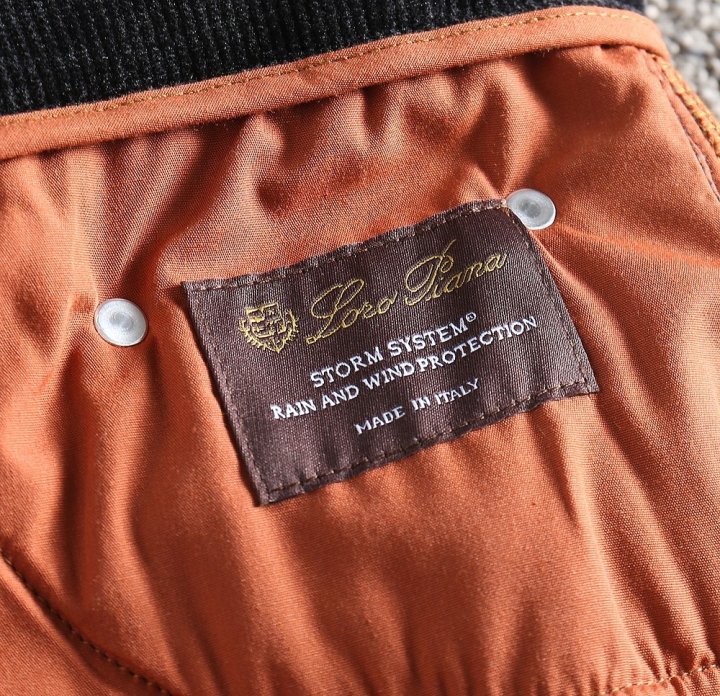 Loro Piana
STORM SYSTEM®
RAIN AND WIND PROTECTION
MADE IN ITALY